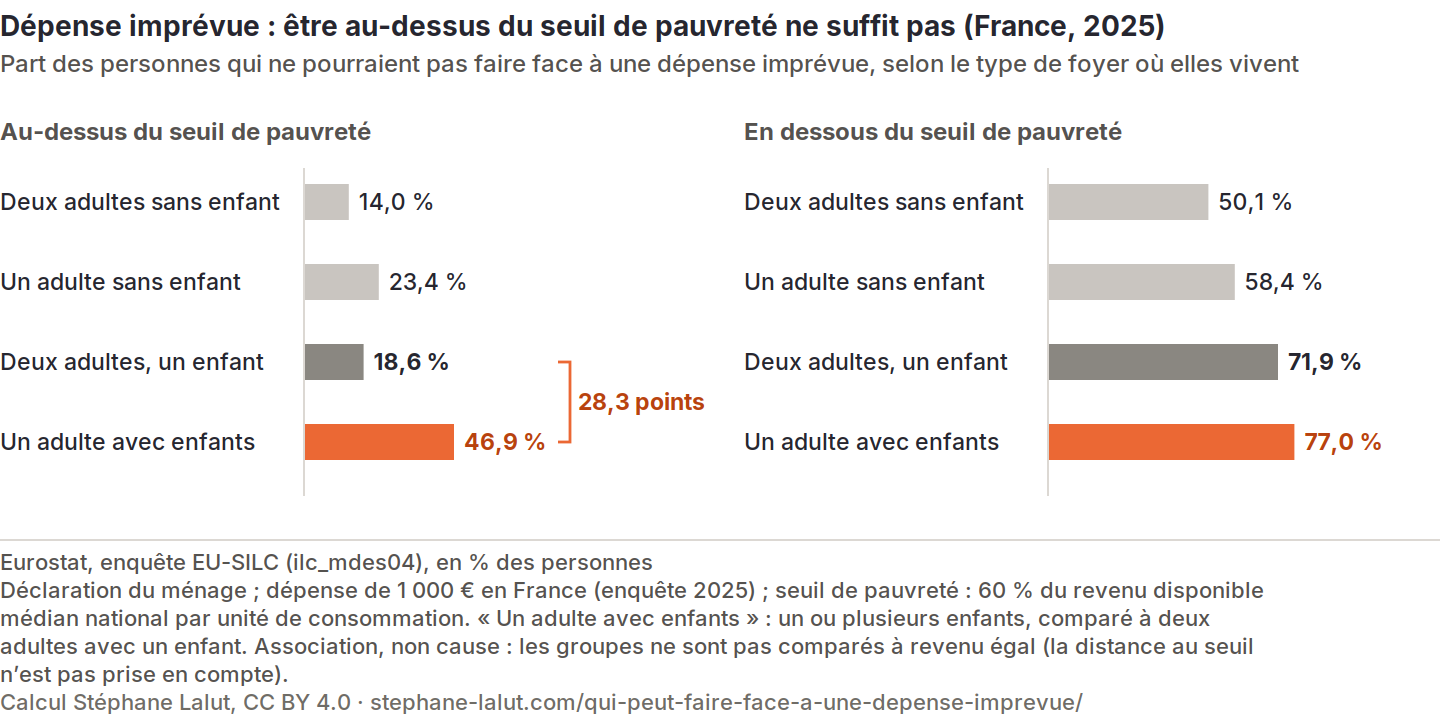 Dépense imprévue : être au-dessus du seuil de pauvreté ne suffit pas (France, 2025)
Part des personnes qui ne pourraient pas faire face à une dépense imprévue, selon le type de foyer où elles vivent
Au-dessus du seuil de pauvreté
Deux adultes sans enfant 14,0 %
Un adulte sans enfant 23,4 %
Deux adultes, un enfant 18,6 %
28,3 points
Un adulte avec enfants 46,9 %
En dessous du seuil de pauvreté
Deux adultes sans enfant 50,1 %
Un adulte sans enfant 58,4 %
Deux adultes, un enfant 71,9 %
Un adulte avec enfants 77,0 %
Eurostat, enquête EU-SILC (ilc_mdes04), en % des personnes
Déclaration du ménage ; dépense de 1 000 € en France (enquête 2025) ; seuil de pauvreté : 60 % du revenu disponible
médian national par unité de consommation. « Un adulte avec enfants » : un ou plusieurs enfants, comparé à deux
adultes avec un enfant. Association, non cause : les groupes ne sont pas comparés à revenu égal (la distance au seuil
n’est pas prise en compte).
Calcul Stéphane Lalut, CC BY 4.0 · stephane-lalut.com/qui-peut-faire-face-a-une-depense-imprevue/